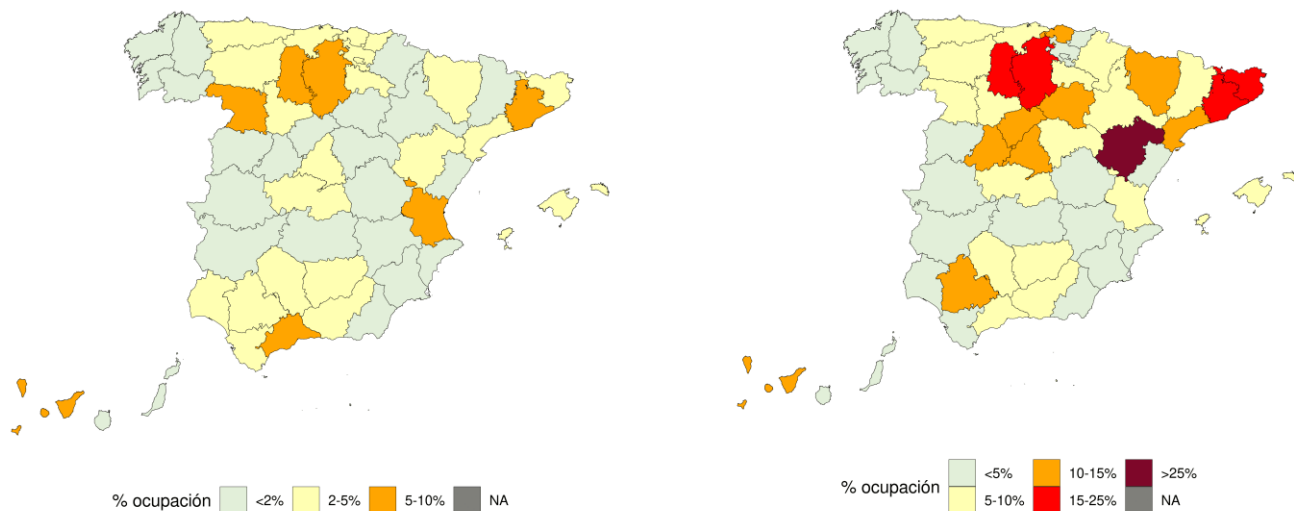 % ocupación <2% 2-5% 5-10% NA
% ocupación <5% 10-15% >25%
5-10% 15-25% NA